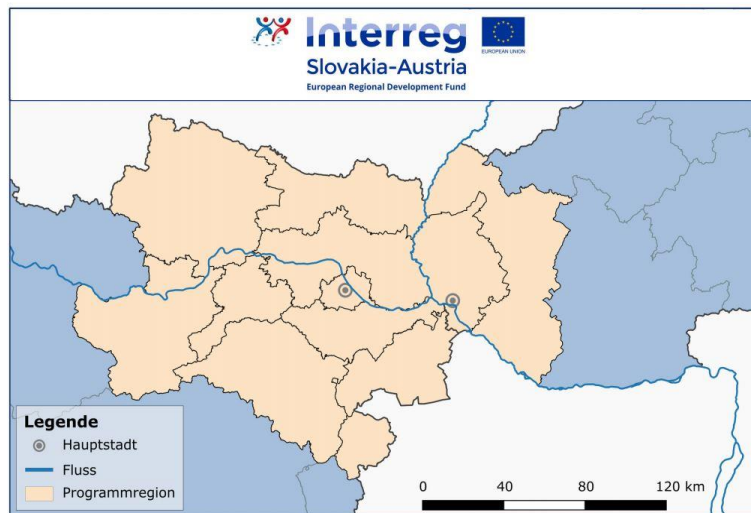 Interreg
EUROPEAN UNION
Slovakia-Austria
European Regional Development Fund
Legende
Hauptstadt
Fluss
Programmregion
0 40 80 120 km